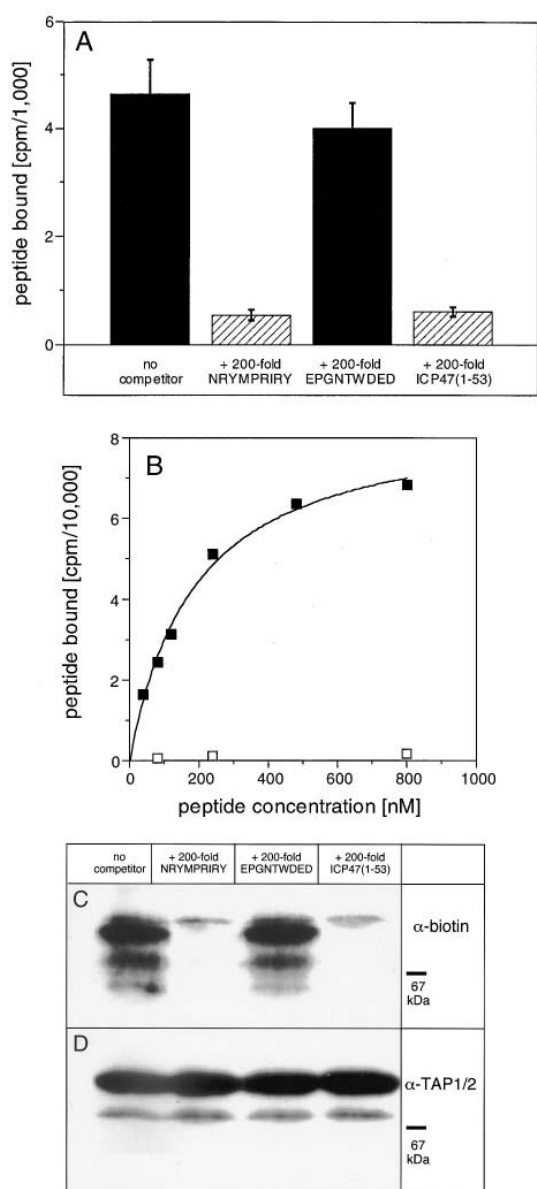 A
peptide bound [cpm/1,000]
6
4
2
0
no
competitor
+ 200-fold
NRYMPRIRY
+ 200-fold
EPGNTWDED
+ 200-fold
ICP47(1-53)
B
peptide bound [cpm/10,000]
8
6
4
2
0
0
200
400
600
800
1000
peptide concentration [nM]
no
competitor
+ 200-fold
NRYMPRIRY
+ 200-fold
EPGNTWDED
+ 200-fold
ICP47(1-53)
C
α-biotin
67
kDa
D
α-TAP1/2
67
kDa